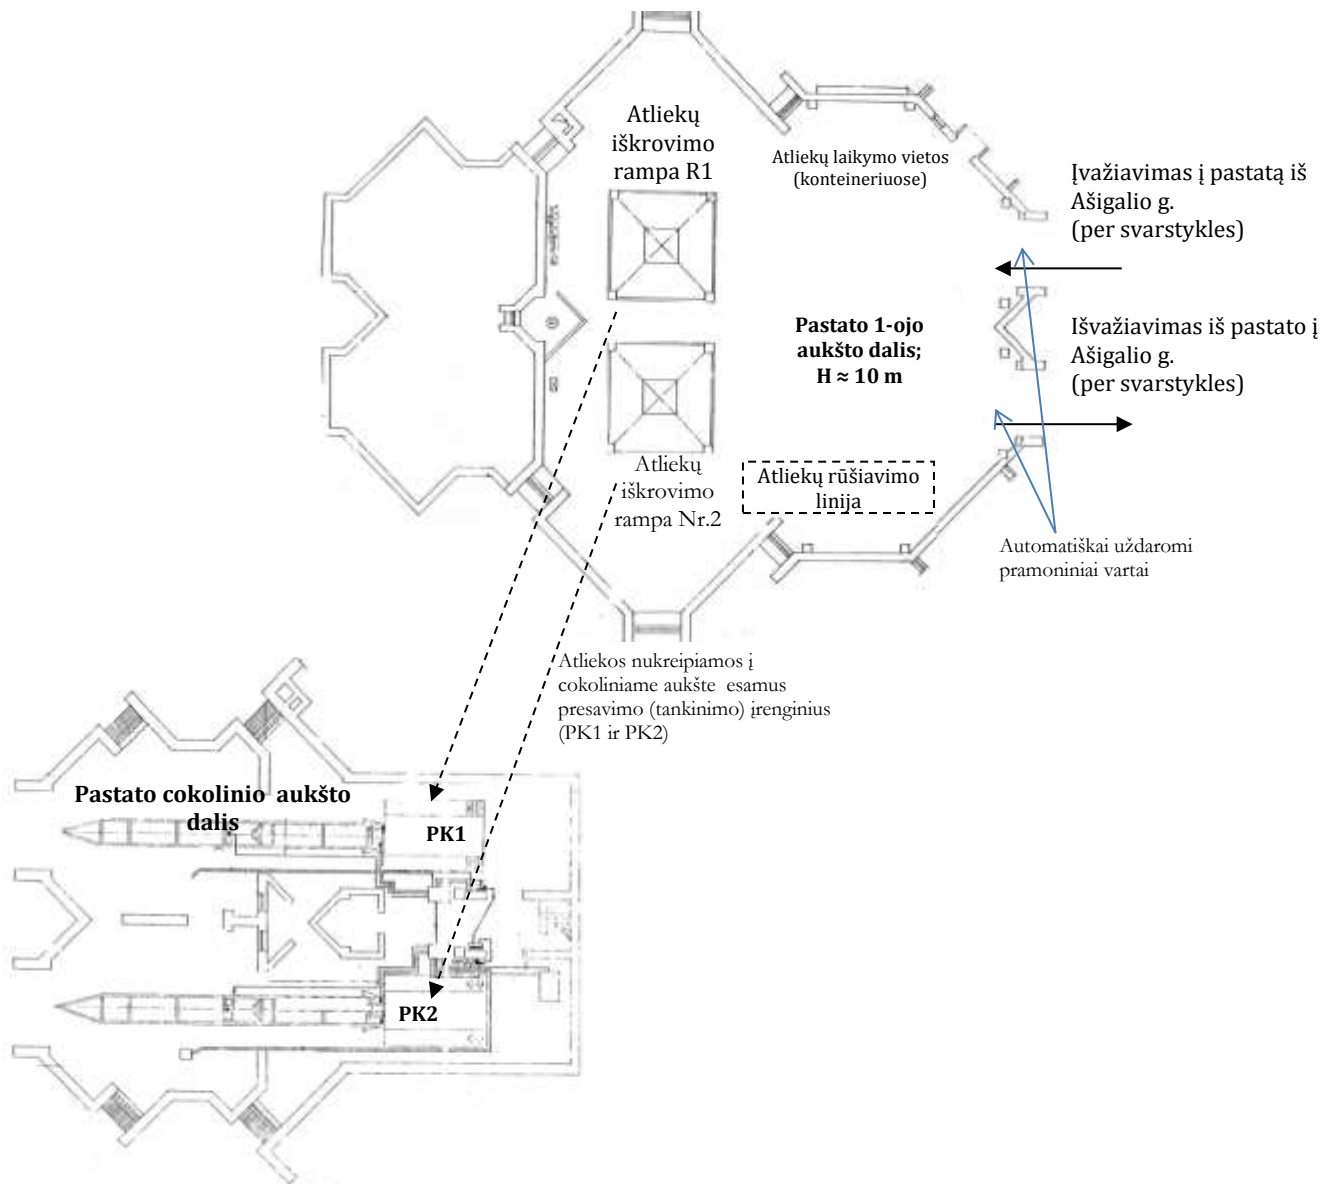 Atliekų
iškrovimo
rampa R1
Atliekų laikymo vietos
(konteineriuose)
Įvažiavimas į pastatą iš
Ašigalio g.
(per svarstykles)
Pastato 1-ojo
aukšto dalis;
H ≈ 10 m
Išvažiavimas iš pastato į
Ašigalio g.
(per svarstykles)
Atliekų
iškrovimo
rampa Nr.2
Atliekų rūšiavimo
linija
Automatiškai uždaromi
pramoniniai vartai
Atliekos nukreipiamos į
cokoliniame aukšte esamus
presavimo (tankinimo) įrenginius
(PK1 ir PK2)
Pastato cokolinio aukšto
dalis
PK1
PK2